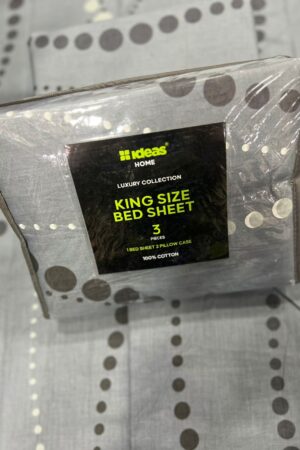 ideas
HOME
LUXURY COLLECTION
KING SIZE
BED SHEET
3
PIECES
1 BED SHEET 2 PILLOW CASE
100% COTTON